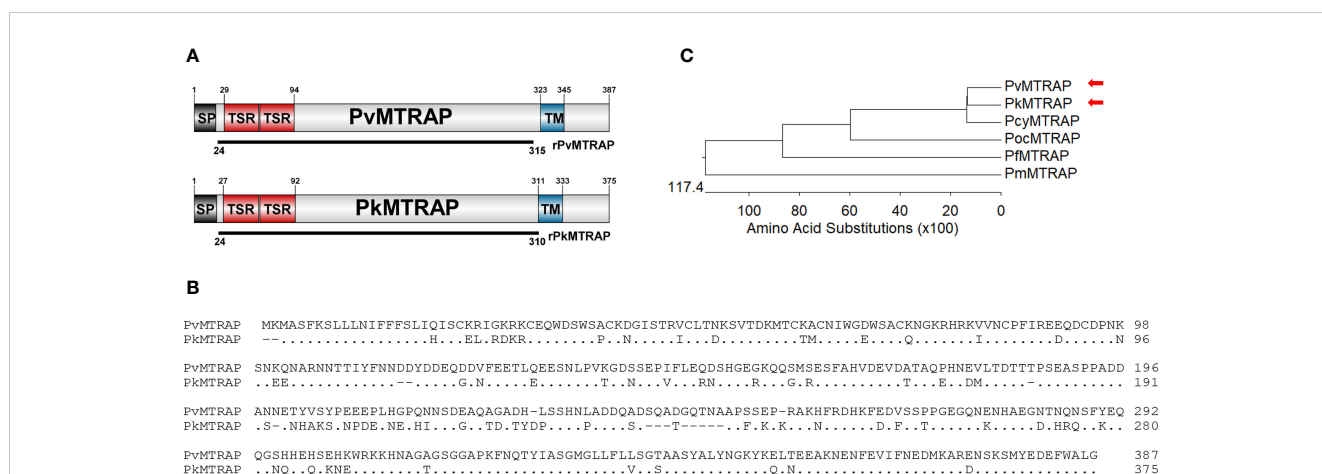 A
1 29 94 323 345 387
SP TSR TSR PvMTRAP TM
24 315 rPvMTRAP
1 27 92 311 333 375
SP TSR TSR PkMTRAP TM
24 310 rPkMTRAP
C
PvMTRAP
PkMTRAP
PcyMTRAP
PocMTRAP
PfMTRAP
PmMTRAP
117.4
100 80 60 40 20 0
Amino Acid Substitutions (x100)
B
PvMTRAP MKMASFKSLLLNIFFFSLIQISCKRIGKRKCEQWDSWSACKDGISTRVCLTNKSVTDKMTCKACNIWGDWSACKNGKRHRKVVNCPFIREEQDCDPNK 98
PkMTRAP --.................H...EL.RDKR........P..N.....I...D..........TM.....E....Q.......I........D......N 96
PvMTRAP SNKQNARNNTTIYFNNDDYDDEQDDVFEETLQEESNLPVKGDSSEPIFLEQDSHGEGKQQSMSESFAHVDEVDATAQPHNEVLTDTTTPSEASPPADD 196
PkMTRAP ..EE............--.....G.N.....E.......T...N...V...RN......G.R..........T...E.DM.....-.......... 191
PvMTRAP ANNETYVSYPEEEPLHGPQNNSDEAQAGADH-LSSHNLADDQADSQADGQTNAAPSSEP-RAKHFRDHKFEDVSSPPGEGQNENHAEGNTNQNSFYEQ 292
PkMTRAP .S-.NHAKS.NPDE.NE.HI...G..TD.TYDP....P....S...---T-----...F.K.K...N....D.F..T......K...D.HRQ..K.. 280
PvMTRAP QGSHHEHSEHKWRKKHNAGAGSGGAPKFNQTYIASGMGLLFLLSGTAASYALYNGKYKELTEEAKNENFEVIFNEDMKARENSKSMYEDEFWALG 387
PkMTRAP ..NQ..Q.KNE........T......................V..S............Q.N...................D.............. 375